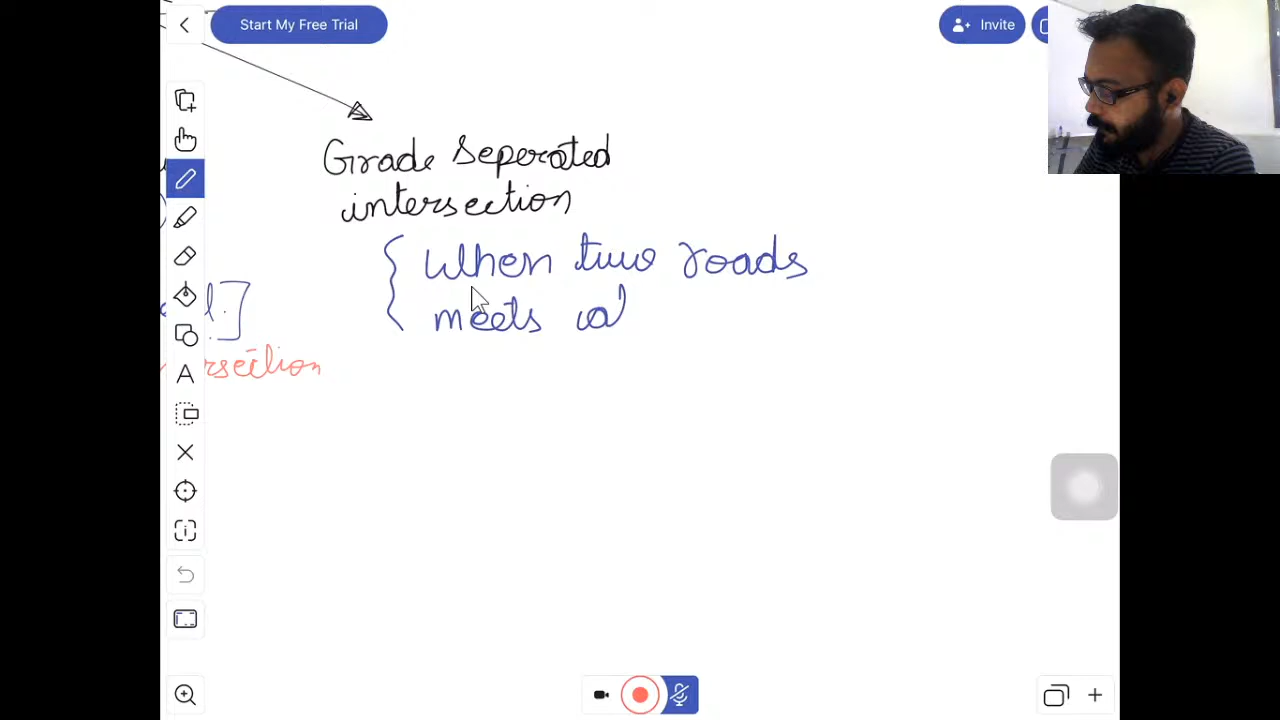 Start My Free Trial
Invite
Grade Seperated
intersection
When two roads
meets at
l.]
rsection